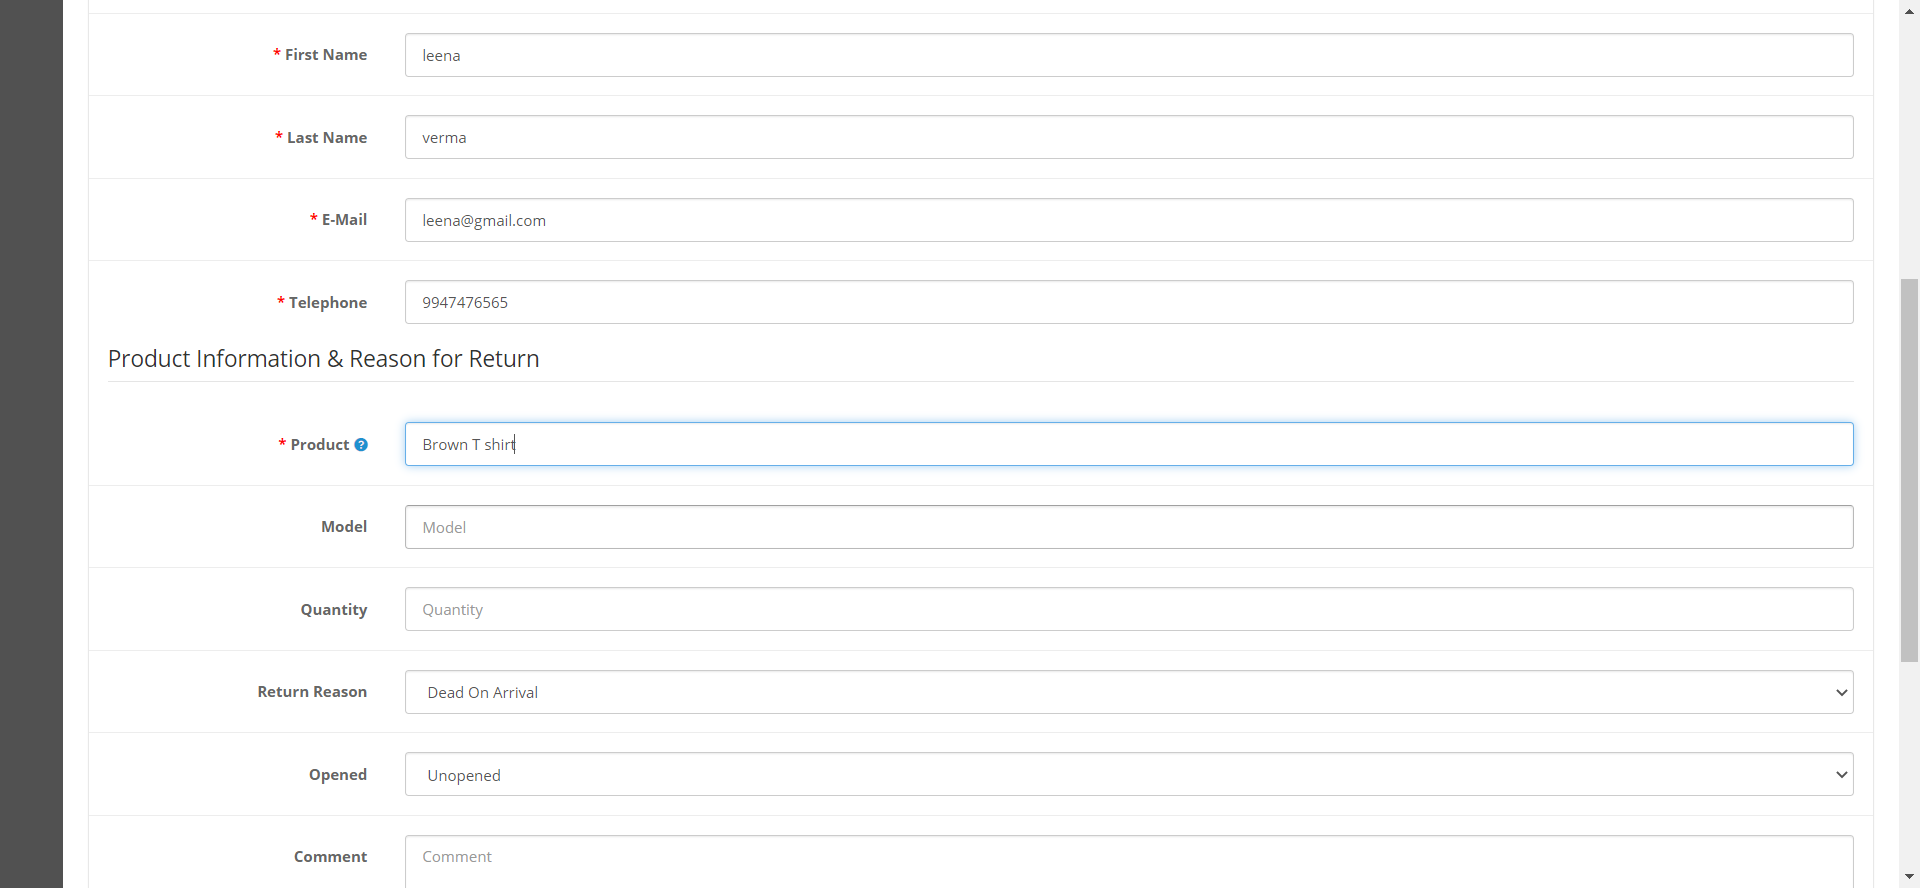 * First Name leena
* Last Name verma
* E-Mail leena@gmail.com
* Telephone 9947476565
Product Information & Reason for Return
* Product ? Brown T shirt
Model Model
Quantity Quantity
Return Reason Dead On Arrival
Opened Unopened
Comment Comment